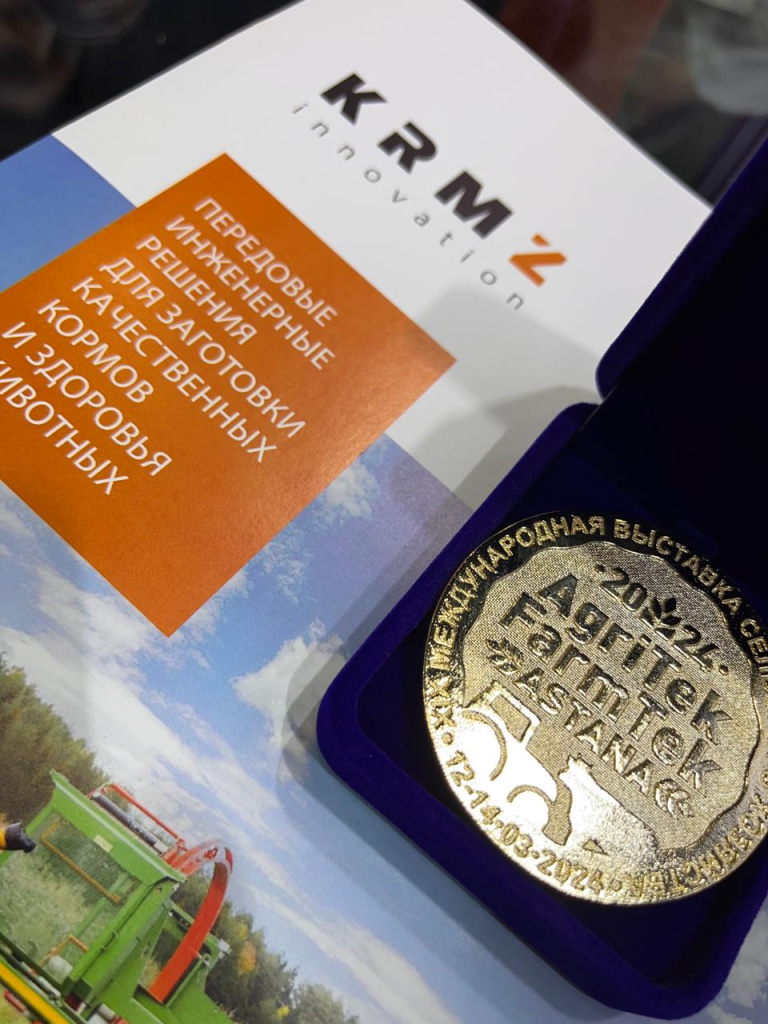 KRMZ
innovation
ПЕРЕДОВЫЕ
ИНЖЕНЕРНЫЕ
РЕШЕНИЯ
ДЛЯ ЗАГОТОВКИ
КАЧЕСТВЕННЫХ
КОРМОВ
И ЗДОРОВЬЯ
ЖИВОТНЫХ
XIX МЕЖДУНАРОДНАЯ ВЫСТАВКА
·2024·
AgriTek
FarmTek
ASTANA
·12-14·03·2024·